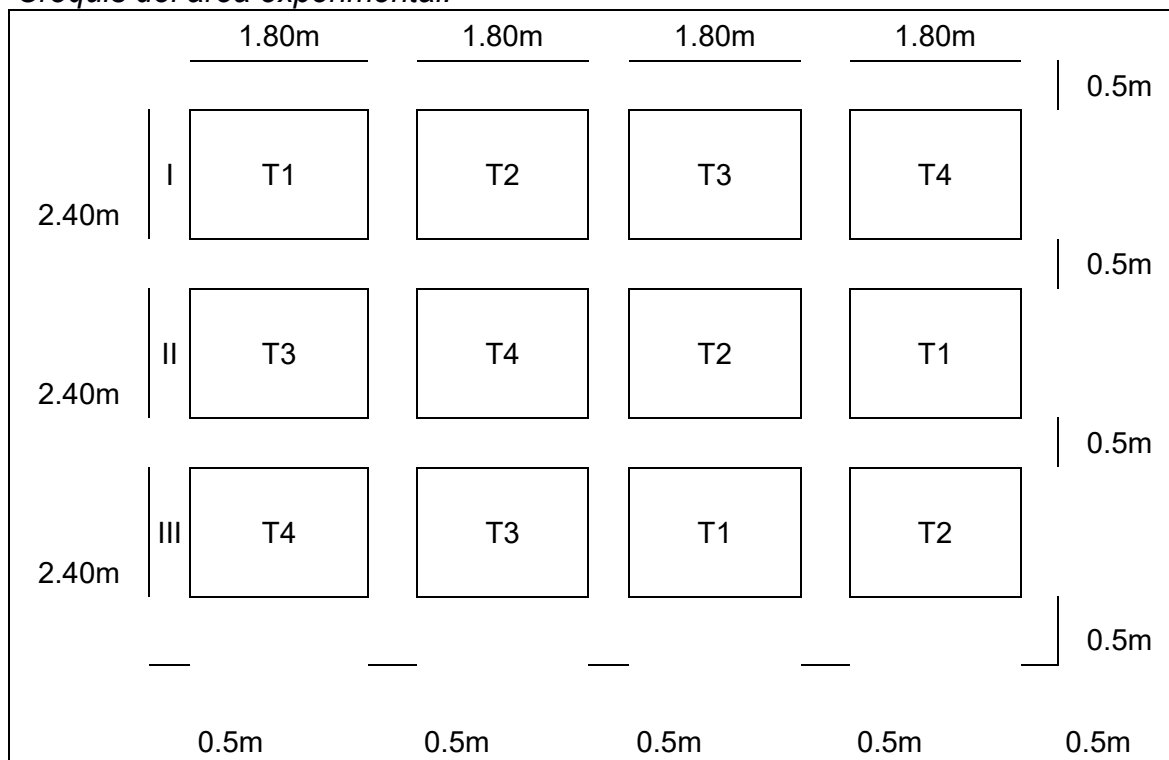 Croquis del área experimental.
1.80m 1.80m 1.80m 1.80m
0.5m
I T1 T2 T3 T4
2.40m
0.5m
II T3 T4 T2 T1
2.40m
0.5m
III T4 T3 T1 T2
2.40m
0.5m
0.5m 0.5m 0.5m 0.5m 0.5m